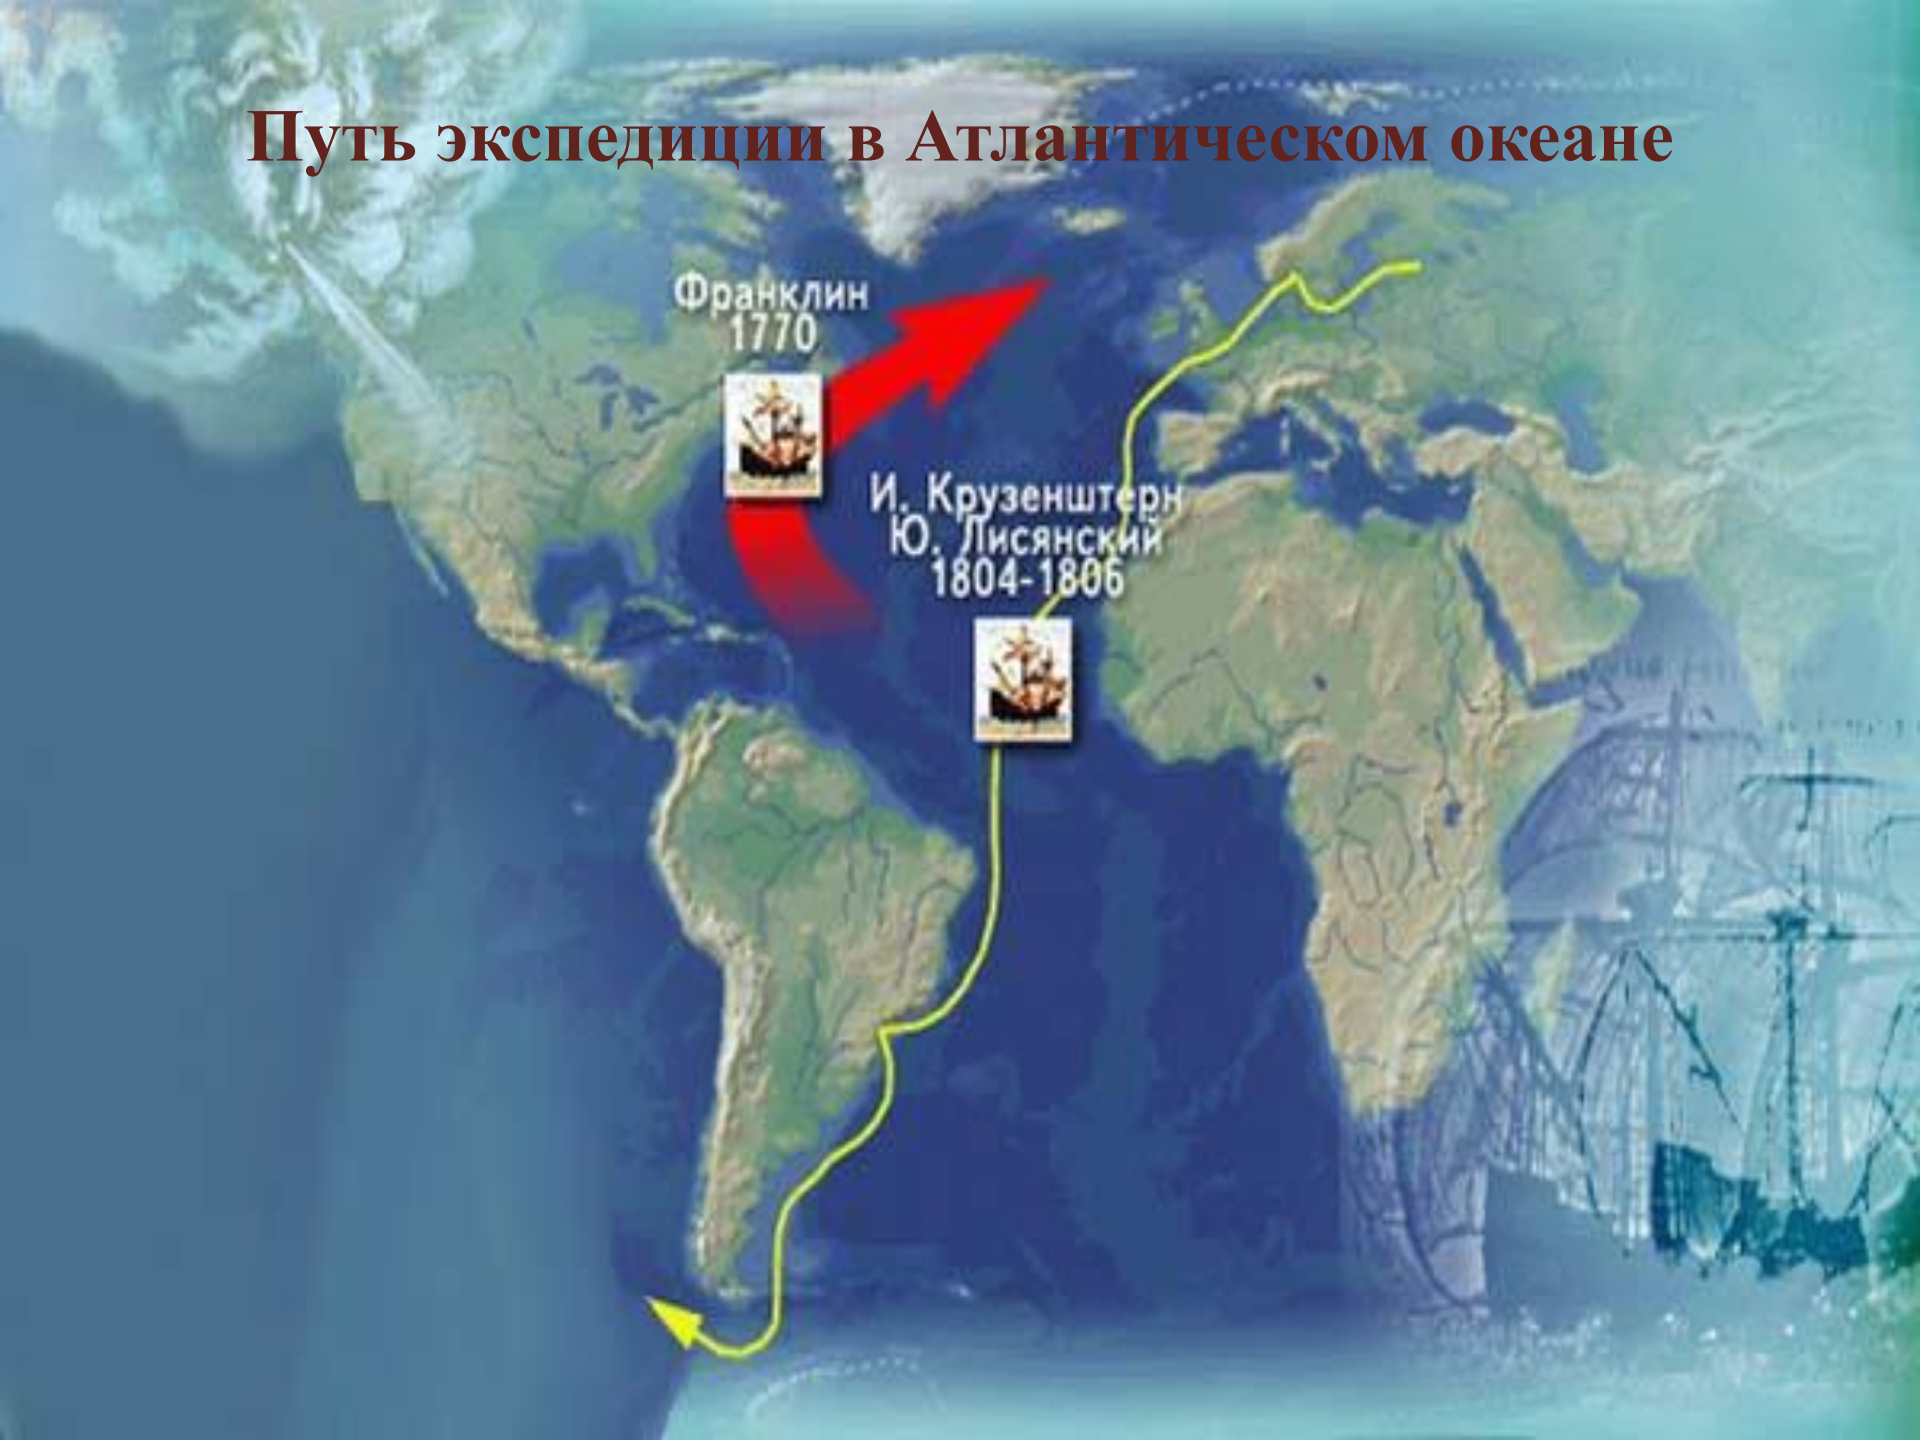 Путь экспедиции в Атлантическом океане
Франклин
1770
И. Крузенштерн
Ю. Лисянский
1804-1806